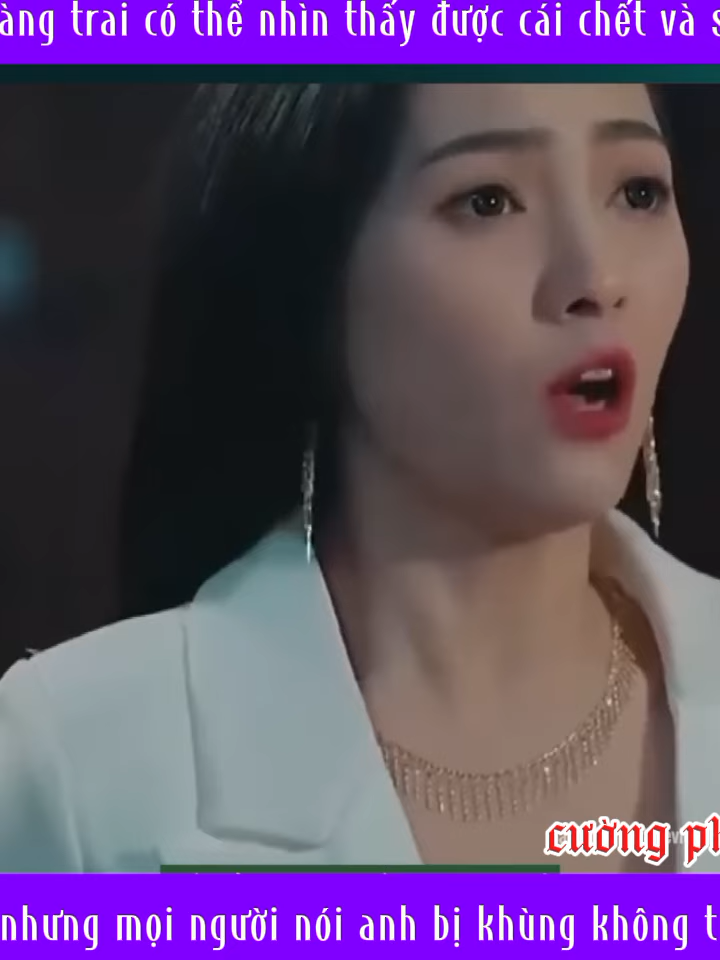 àng trai có thể nhìn thấy được cái chết và s
cường ph
nhưng mọi người nói anh bị khùng không t